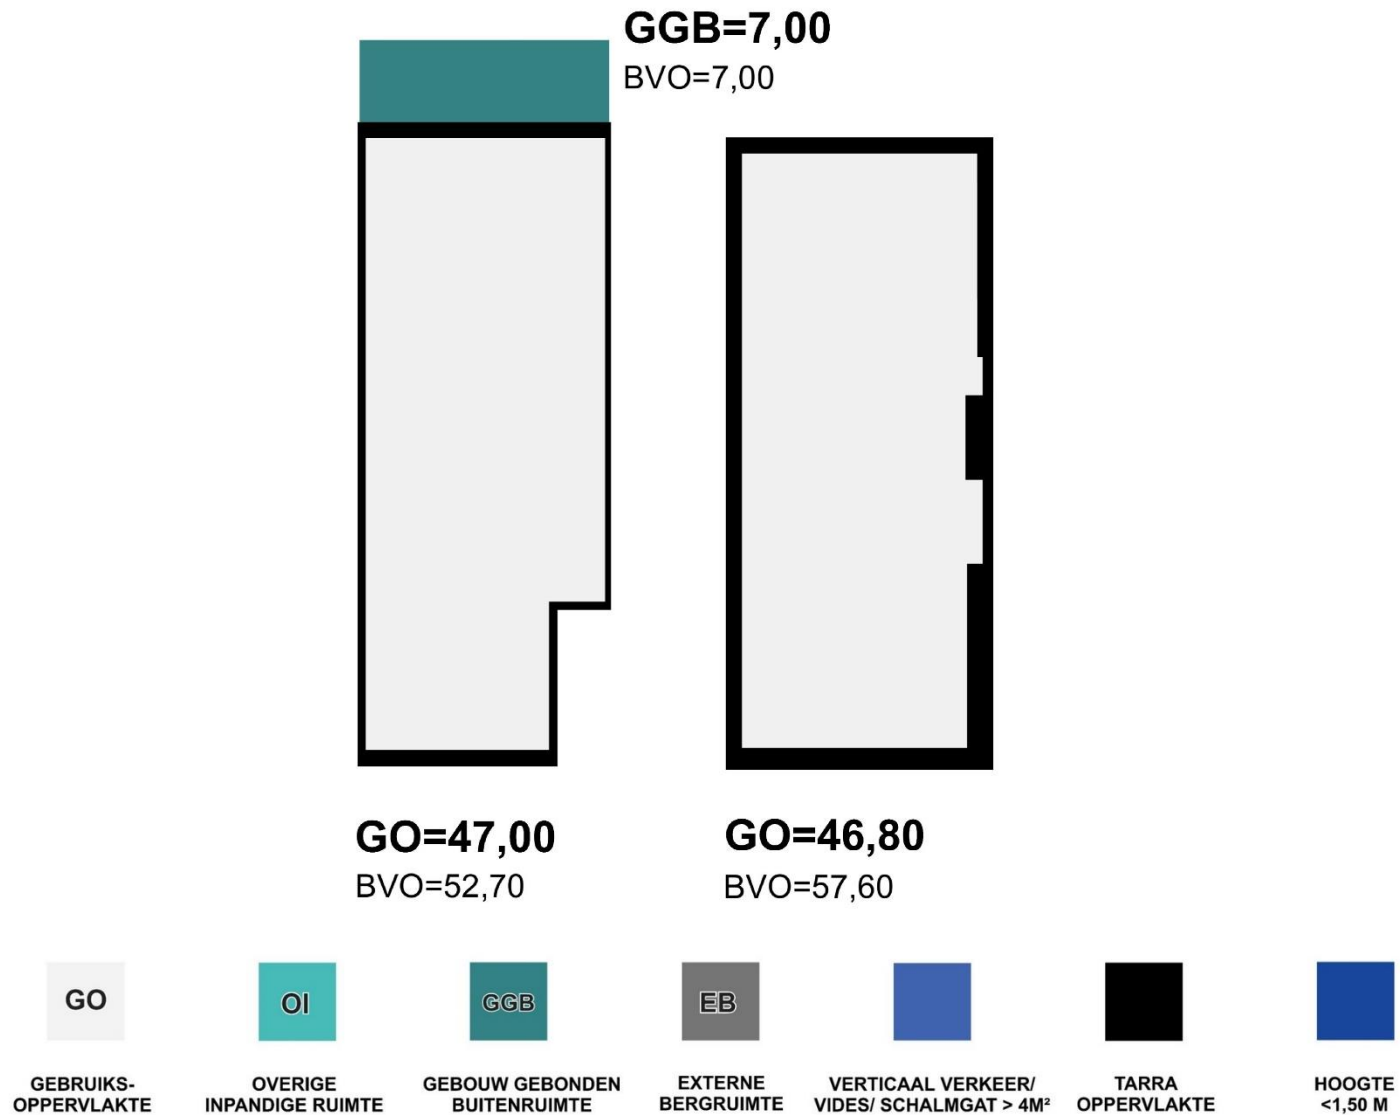 GGB=7,00
BVO=7,00
GO=47,00
BVO=52,70
GO=46,80
BVO=57,60
GO
OI
GGB
EB
GEBRUIKS-
OPPERVLAKTE
OVERIGE
INPANDIGE RUIMTE
GEBOUW GEBONDEN
BUITENRUIMTE
EXTERNE
BERGRUIMTE
VERTICAAL VERKEER/
VIDES/ SCHALMGAT > 4M²
TARRA
OPPERVLAKTE
HOOGTE
<1,50 M